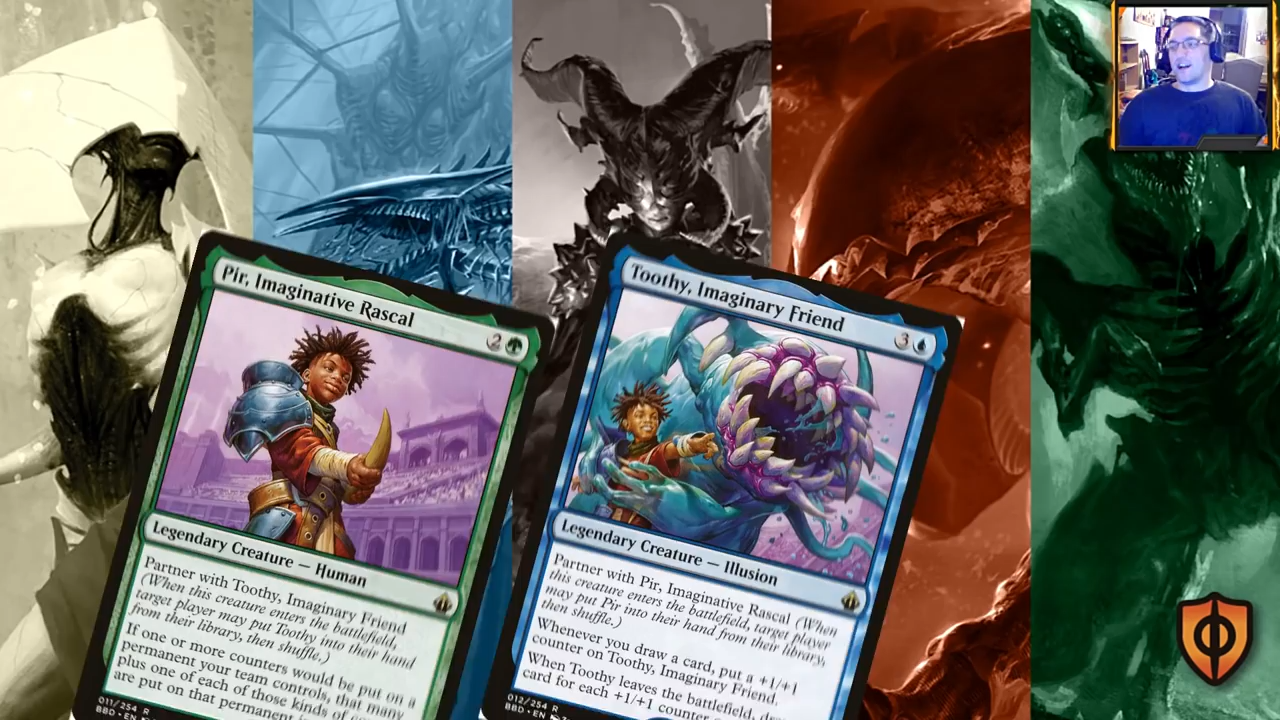 Pir, Imaginative Rascal
2
Legendary Creature — Human
Partner with Toothy, Imaginary Friend
(When this creature enters the battlefield,
target player may put Toothy into their hand
from their library, then shuffle.)
If one or more counters would be put on a
permanent your team controls, that many
plus one of each of those kinds of
are put on that permanent
011/254 R
BBD • EN
Toothy, Imaginary Friend
3
Legendary Creature — Illusion
Partner with Pir, Imaginative Rascal (When
this creature enters the battlefield, target player
may put Pir into their hand from their library,
then shuffle.)
Whenever you draw a card, put a +1/+1
counter on Toothy, Imaginary Friend.
When Toothy leaves the battlefield,
card for each +1/+1 counter
012/254 R
BBD • EN